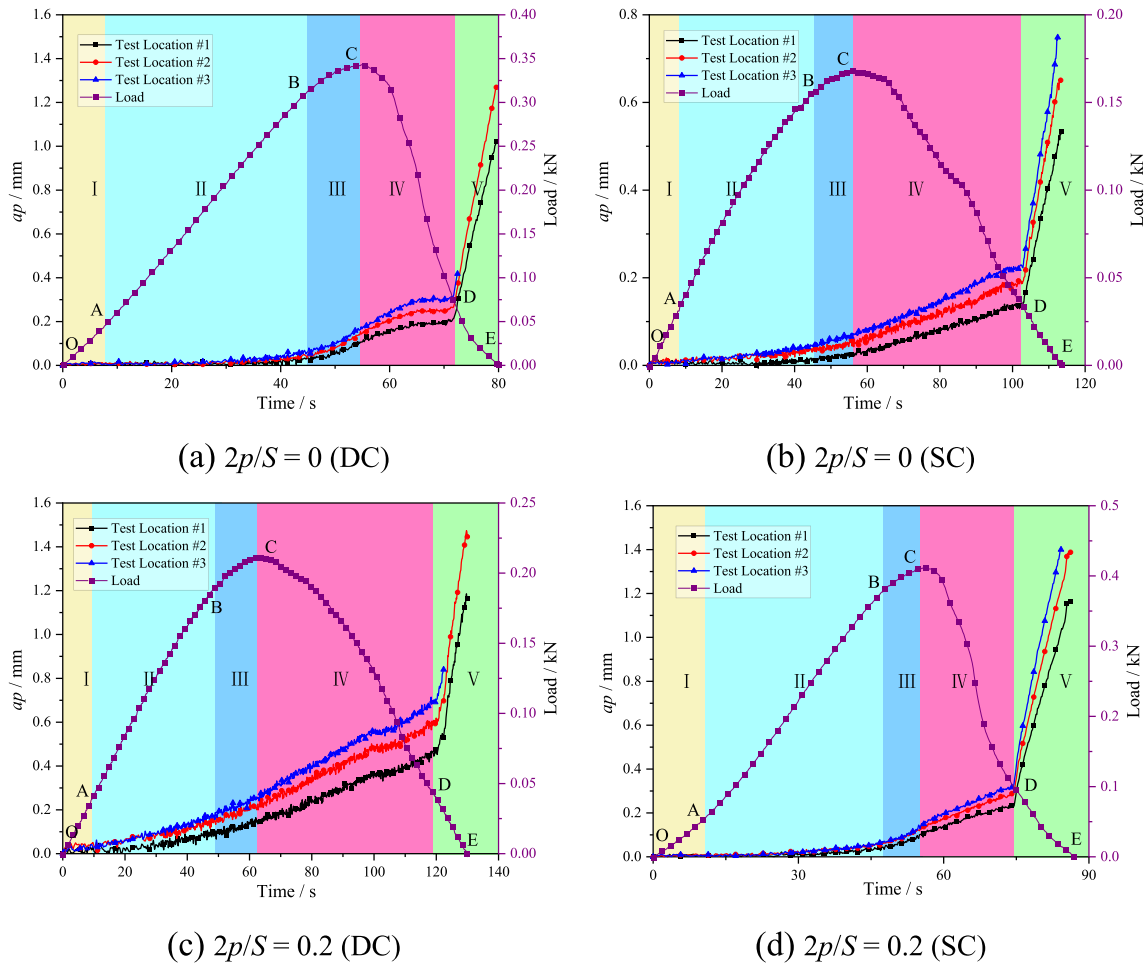 Test Location #1
Test Location #2
Test Location #3
Load
1.6
1.4
1.2
1.0
0.8
0.6
0.4
0.2
0.0
ap / mm
0.40
0.35
0.30
0.25
0.20
0.15
0.10
0.05
0.00
Load / kN
I
II
III
IV
V
O
A
B
C
D
E
0 20 40 60 80
Time / s
(a) 2p/S = 0 (DC)
Test Location #1
Test Location #2
Test Location #3
Load
0.8
0.6
0.4
0.2
0.0
ap / mm
0.20
0.15
0.10
0.05
0.00
Load / kN
I
II
III
IV
V
O
A
B
C
D
E
0 20 40 60 80 100 120
Time / s
(b) 2p/S = 0 (SC)
Test Location #1
Test Location #2
Test Location #3
Load
1.6
1.4
1.2
1.0
0.8
0.6
0.4
0.2
0.0
ap / mm
0.25
0.20
0.15
0.10
0.05
0.00
Load / kN
I
II
III
IV
V
O
A
B
C
D
E
0 20 40 60 80 100 120 140
Time / s
(c) 2p/S = 0.2 (DC)
Test Location #1
Test Location #2
Test Location #3
Load
1.6
1.4
1.2
1.0
0.8
0.6
0.4
0.2
0.0
ap / mm
0.5
0.4
0.3
0.2
0.1
0.0
Load / kN
I
II
III
IV
V
O
A
B
C
D
E
0 30 60 90
Time / s
(d) 2p/S = 0.2 (SC)